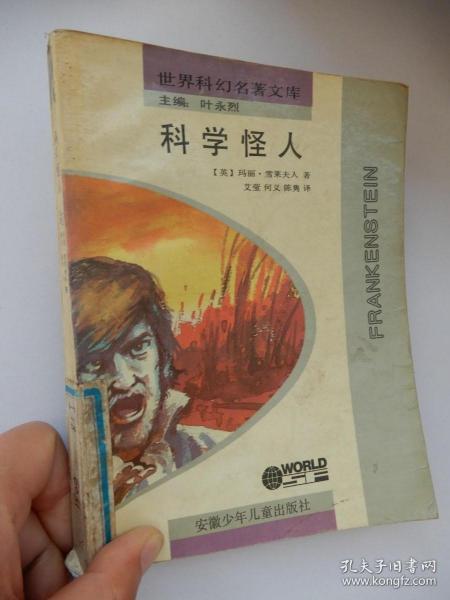 世界科幻名著文库
主编：叶永烈
科学怪人
【英】玛丽·雪莱夫人 著
艾莹 何义 陈隽 译
FRANKENSTEIN
WORLD
SF
安徽少年儿童出版社
孔夫子旧书网
www.kongfz.com